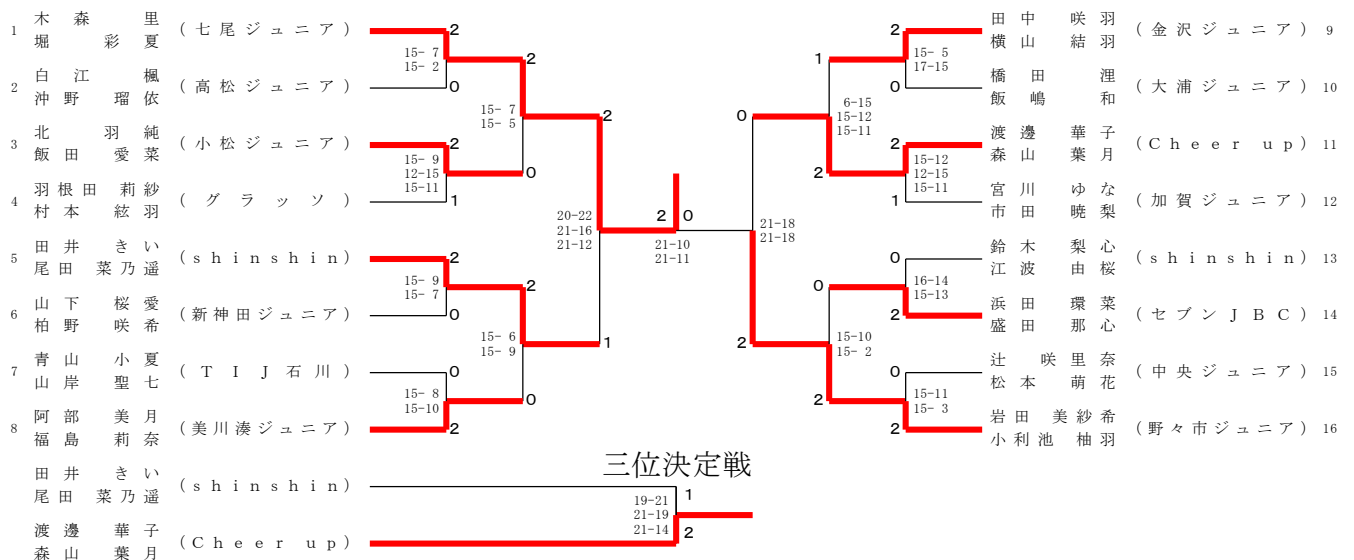 1 木森 里 堀 彩夏 (七尾ジュニア) 2
15- 7
15- 2
2
2 白江 楓 沖野 瑠依 (高松ジュニア) 0
15- 7
15- 5
2
3 北 羽純 飯田 愛菜 (小松ジュニア) 2
15- 9
12-15
15-11
0
4 羽根田 莉紗 村本 絃羽 (グラッソ) 1
20-22
21-16
21-12
5 田井 きい 尾田 菜乃遥 (shinshin) 2
15- 9
15- 7
2
6 山下 桜愛 柏野 咲希 (新神田ジュニア) 0
15- 6
15- 9
1
7 青山 小夏 山岸 聖七 (TIJ石川) 0
15- 8
15-10
0
8 阿部 美月 福島 莉奈 (美川湊ジュニア) 2
2 0
21-10
21-11
2 田中 咲羽 横山 結羽 (金沢ジュニア) 9
15- 5
17-15
1
0 橋田 浬 飯嶋 和 (大浦ジュニア) 10
6-15
15-12
15-11
0
2 渡邊 華子 森山 葉月 (Cheer up) 11
15-12
12-15
15-11
2
1 宮川 ゆな 市田 暁梨 (加賀ジュニア) 12
21-18
21-18
0 鈴木 梨心 江波 由桜 (shinshin) 13
16-14
15-13
0
2 浜田 環菜 盛田 那心 (セブンJBC) 14
15-10
15- 2
2
0 辻 咲里奈 松本 萌花 (中央ジュニア) 15
15-11
15- 3
2
2 岩田 美紗希 小利池 柚羽 (野々市ジュニア) 16
三位決定戦
田井 きい 尾田 菜乃遥 (shinshin) 1
19-21
21-19
21-14
渡邊 華子 森山 葉月 (Cheer up) 2